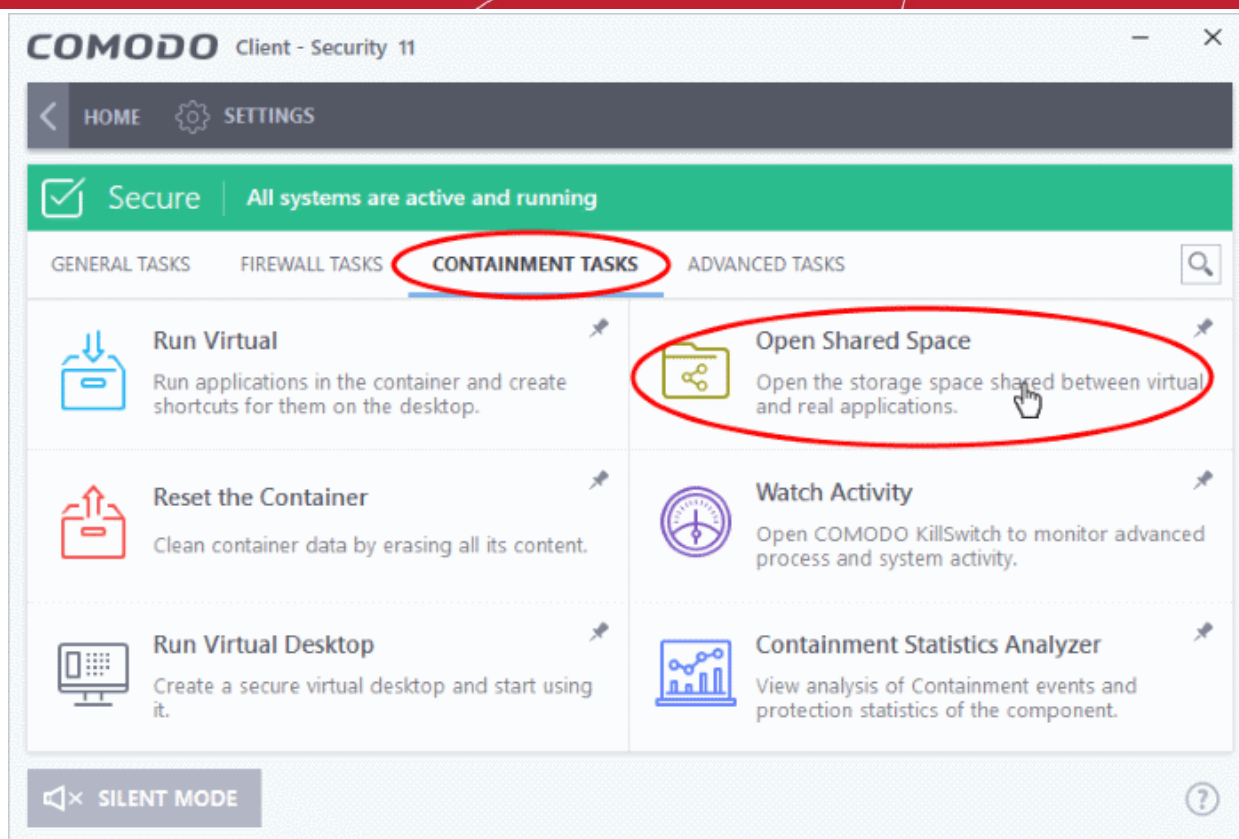 COMODO Client - Security 11
HOME SETTINGS
Secure All systems are active and running
GENERAL TASKS FIREWALL TASKS CONTAINMENT TASKS ADVANCED TASKS
Run Virtual
Run applications in the container and create
shortcuts for them on the desktop.
Open Shared Space
Open the storage space shared between virtual
and real applications.
Reset the Container
Clean container data by erasing all its content.
Watch Activity
Open COMODO KillSwitch to monitor advanced
process and system activity.
Run Virtual Desktop
Create a secure virtual desktop and start using
it.
Containment Statistics Analyzer
View analysis of Containment events and
protection statistics of the component.
SILENT MODE
?